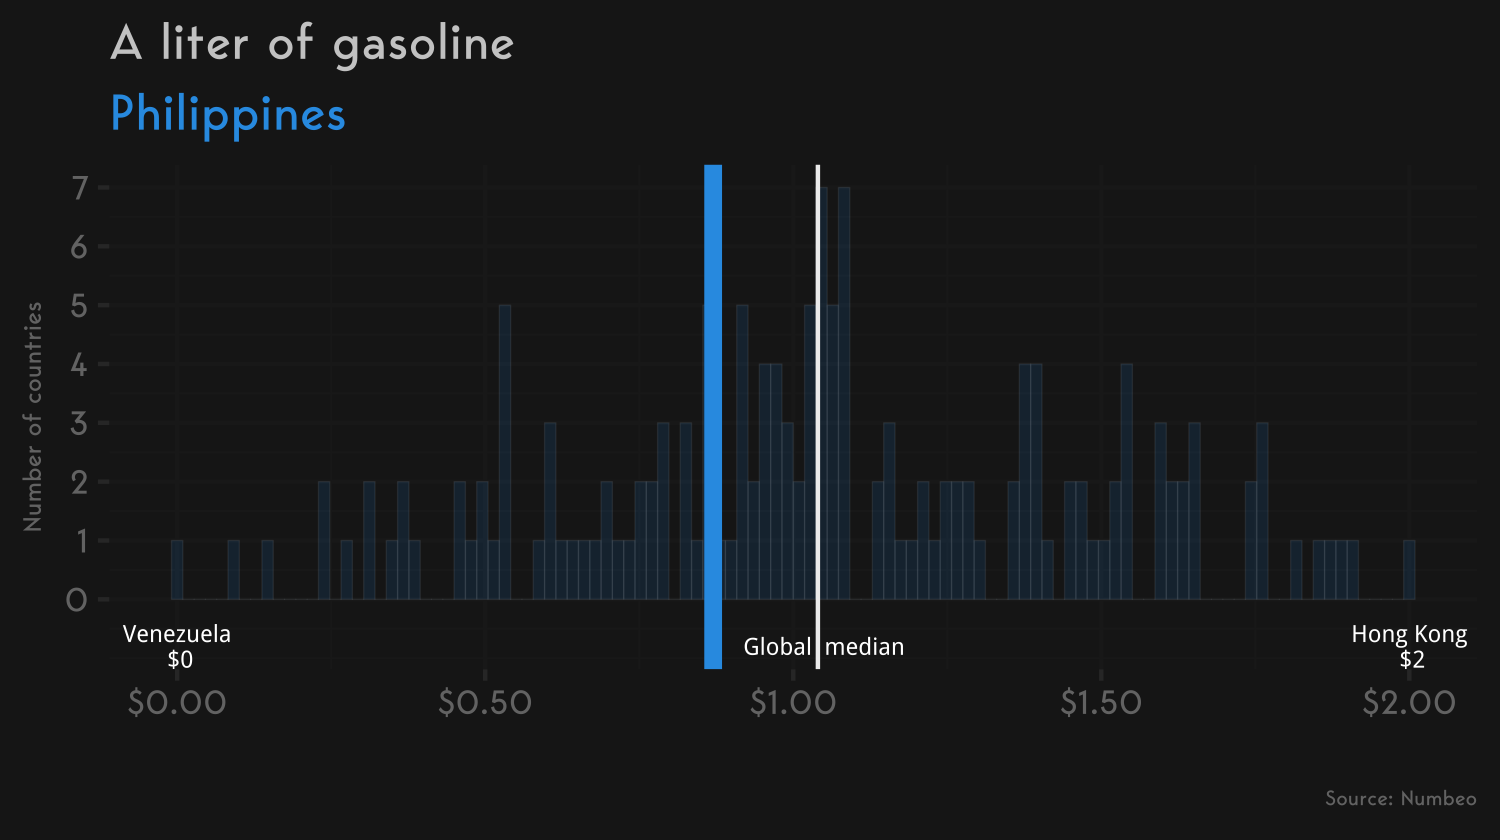 A liter of gasoline
Philippines
Number of countries
7
6
5
4
3
2
1
0
Venezuela
$0
Global median
Hong Kong
$2
$0.00 $0.50 $1.00 $1.50 $2.00
Source: Numbeo